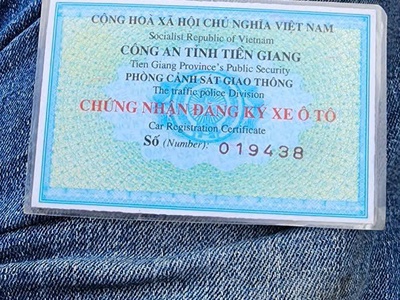 CỘNG HOÀ XÃ HỘI CHỦ NGHĨA VIỆT NAM
Socialist Republic of Vietnam
CÔNG AN TỈNH TIỀN GIANG
Tien Giang Province's Public Security
PHÒNG CẢNH SÁT GIAO THÔNG
The traffic police Division
CHỨNG NHẬN ĐĂNG KÝ XE Ô TÔ
Car Registration Certificate
Số (Number): 019438